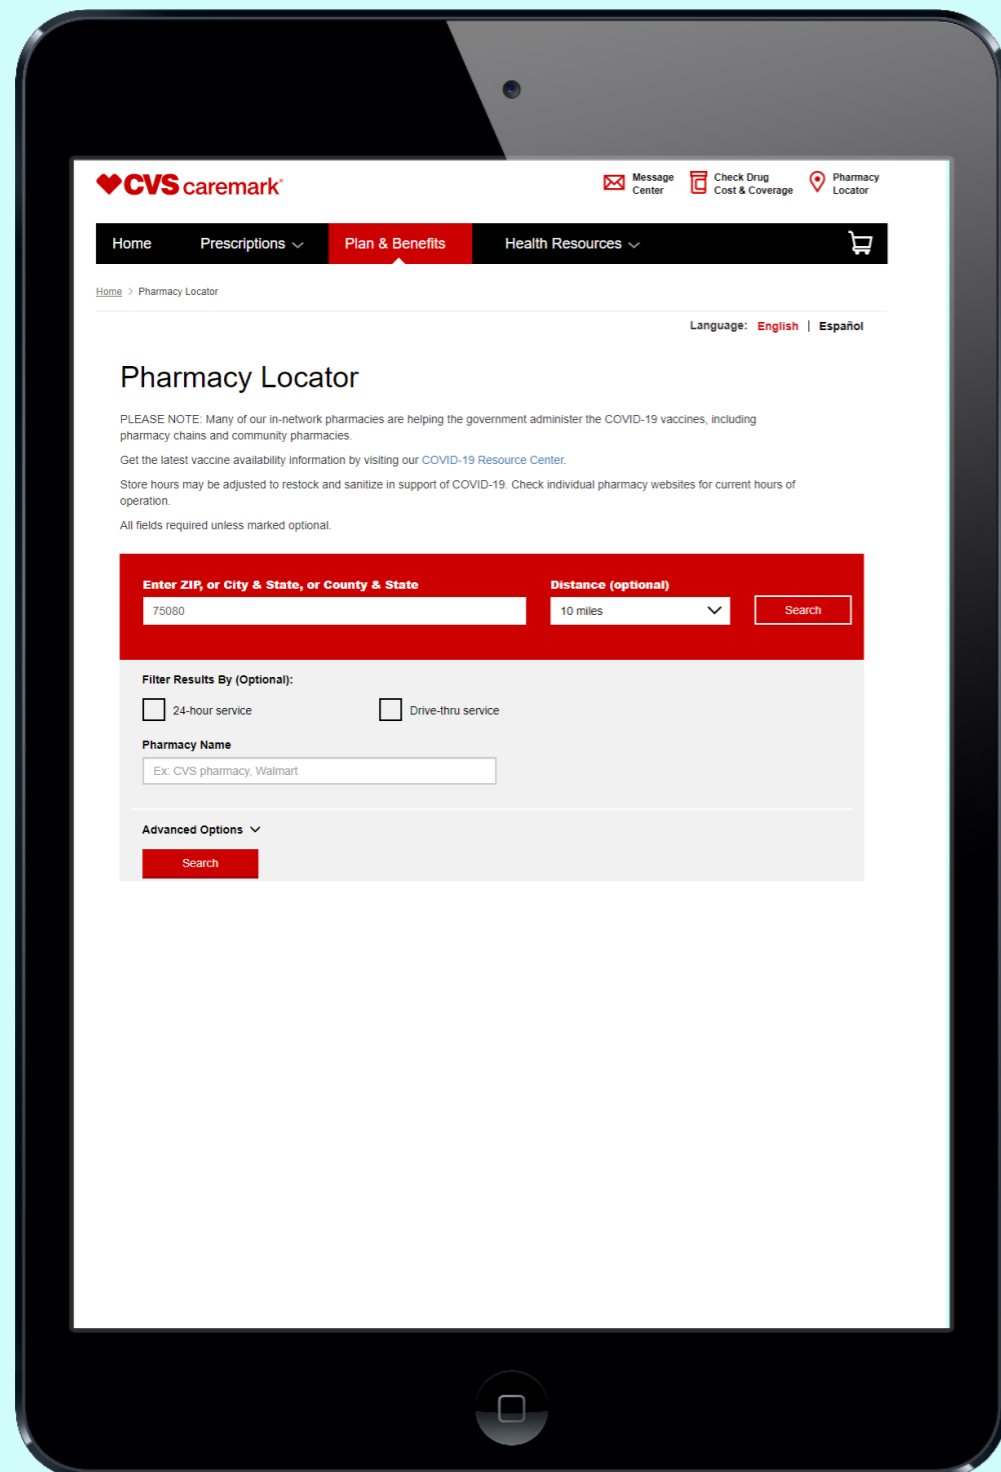 CVS caremark®
Message Center
Check Drug Cost & Coverage
Pharmacy Locator
Home Prescriptions Plan & Benefits Health Resources
Home > Pharmacy Locator
Language: English | Español
Pharmacy Locator
PLEASE NOTE: Many of our in-network pharmacies are helping the government administer the COVID-19 vaccines, including
pharmacy chains and community pharmacies.
Get the latest vaccine availability information by visiting our COVID-19 Resource Center.
Store hours may be adjusted to restock and sanitize in support of COVID-19. Check individual pharmacy websites for current hours of
operation.
All fields required unless marked optional.
Enter ZIP, or City & State, or County & State
Distance (optional)
75080
10 miles
Search
Filter Results By (Optional):
24-hour service
Drive-thru service
Pharmacy Name
Ex: CVS pharmacy, Walmart
Advanced Options
Search